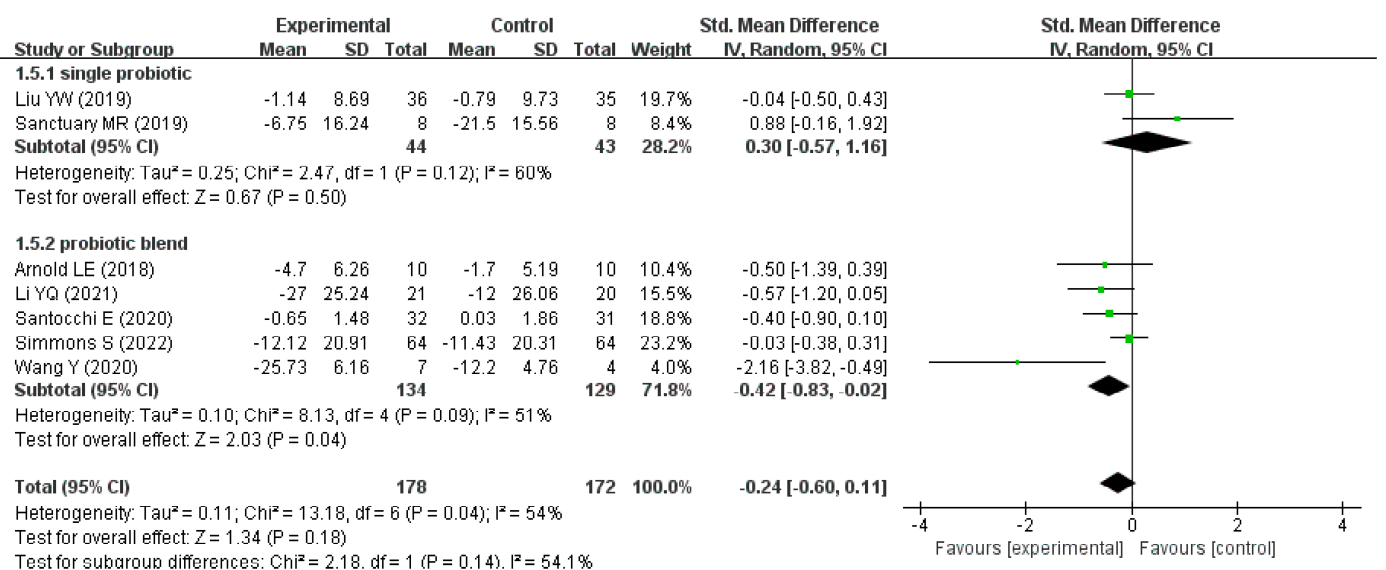 Experimental Control Std. Mean Difference Std. Mean Difference
Study or Subgroup Mean SD Total Mean SD Total Weight IV, Random, 95% CI IV, Random, 95% CI
1.5.1 single probiotic
Liu YW (2019) -1.14 8.69 36 -0.79 9.73 35 19.7% -0.04 [-0.50, 0.43]
Sanctuary MR (2019) -6.75 16.24 8 -21.5 15.56 8 8.4% 0.88 [-0.16, 1.92]
Subtotal (95% CI) 44 43 28.2% 0.30 [-0.57, 1.16]
Heterogeneity: Tau² = 0.25; Chi² = 2.47, df = 1 (P = 0.12); I² = 60%
Test for overall effect: Z = 0.67 (P = 0.50)
1.5.2 probiotic blend
Arnold LE (2018) -4.7 6.26 10 -1.7 5.19 10 10.4% -0.50 [-1.39, 0.39]
Li YQ (2021) -27 25.24 21 -12 26.06 20 15.5% -0.57 [-1.20, 0.05]
Santocchi E (2020) -0.65 1.48 32 0.03 1.86 31 18.8% -0.40 [-0.90, 0.10]
Simmons S (2022) -12.12 20.91 64 -11.43 20.31 64 23.2% -0.03 [-0.38, 0.31]
Wang Y (2020) -25.73 6.16 7 -12.2 4.76 4 4.0% -2.16 [-3.82, -0.49]
Subtotal (95% CI) 134 129 71.8% -0.42 [-0.83, -0.02]
Heterogeneity: Tau² = 0.10; Chi² = 8.13, df = 4 (P = 0.09); I² = 51%
Test for overall effect: Z = 2.03 (P = 0.04)
Total (95% CI) 178 172 100.0% -0.24 [-0.60, 0.11]
Heterogeneity: Tau² = 0.11; Chi² = 13.18, df = 6 (P = 0.04); I² = 54%
Test for overall effect: Z = 1.34 (P = 0.18)
Test for subgroup differences: Chi² = 2.18, df = 1 (P = 0.14), I² = 54.1%
-4 -2 0 2 4
Favours [experimental] Favours [control]